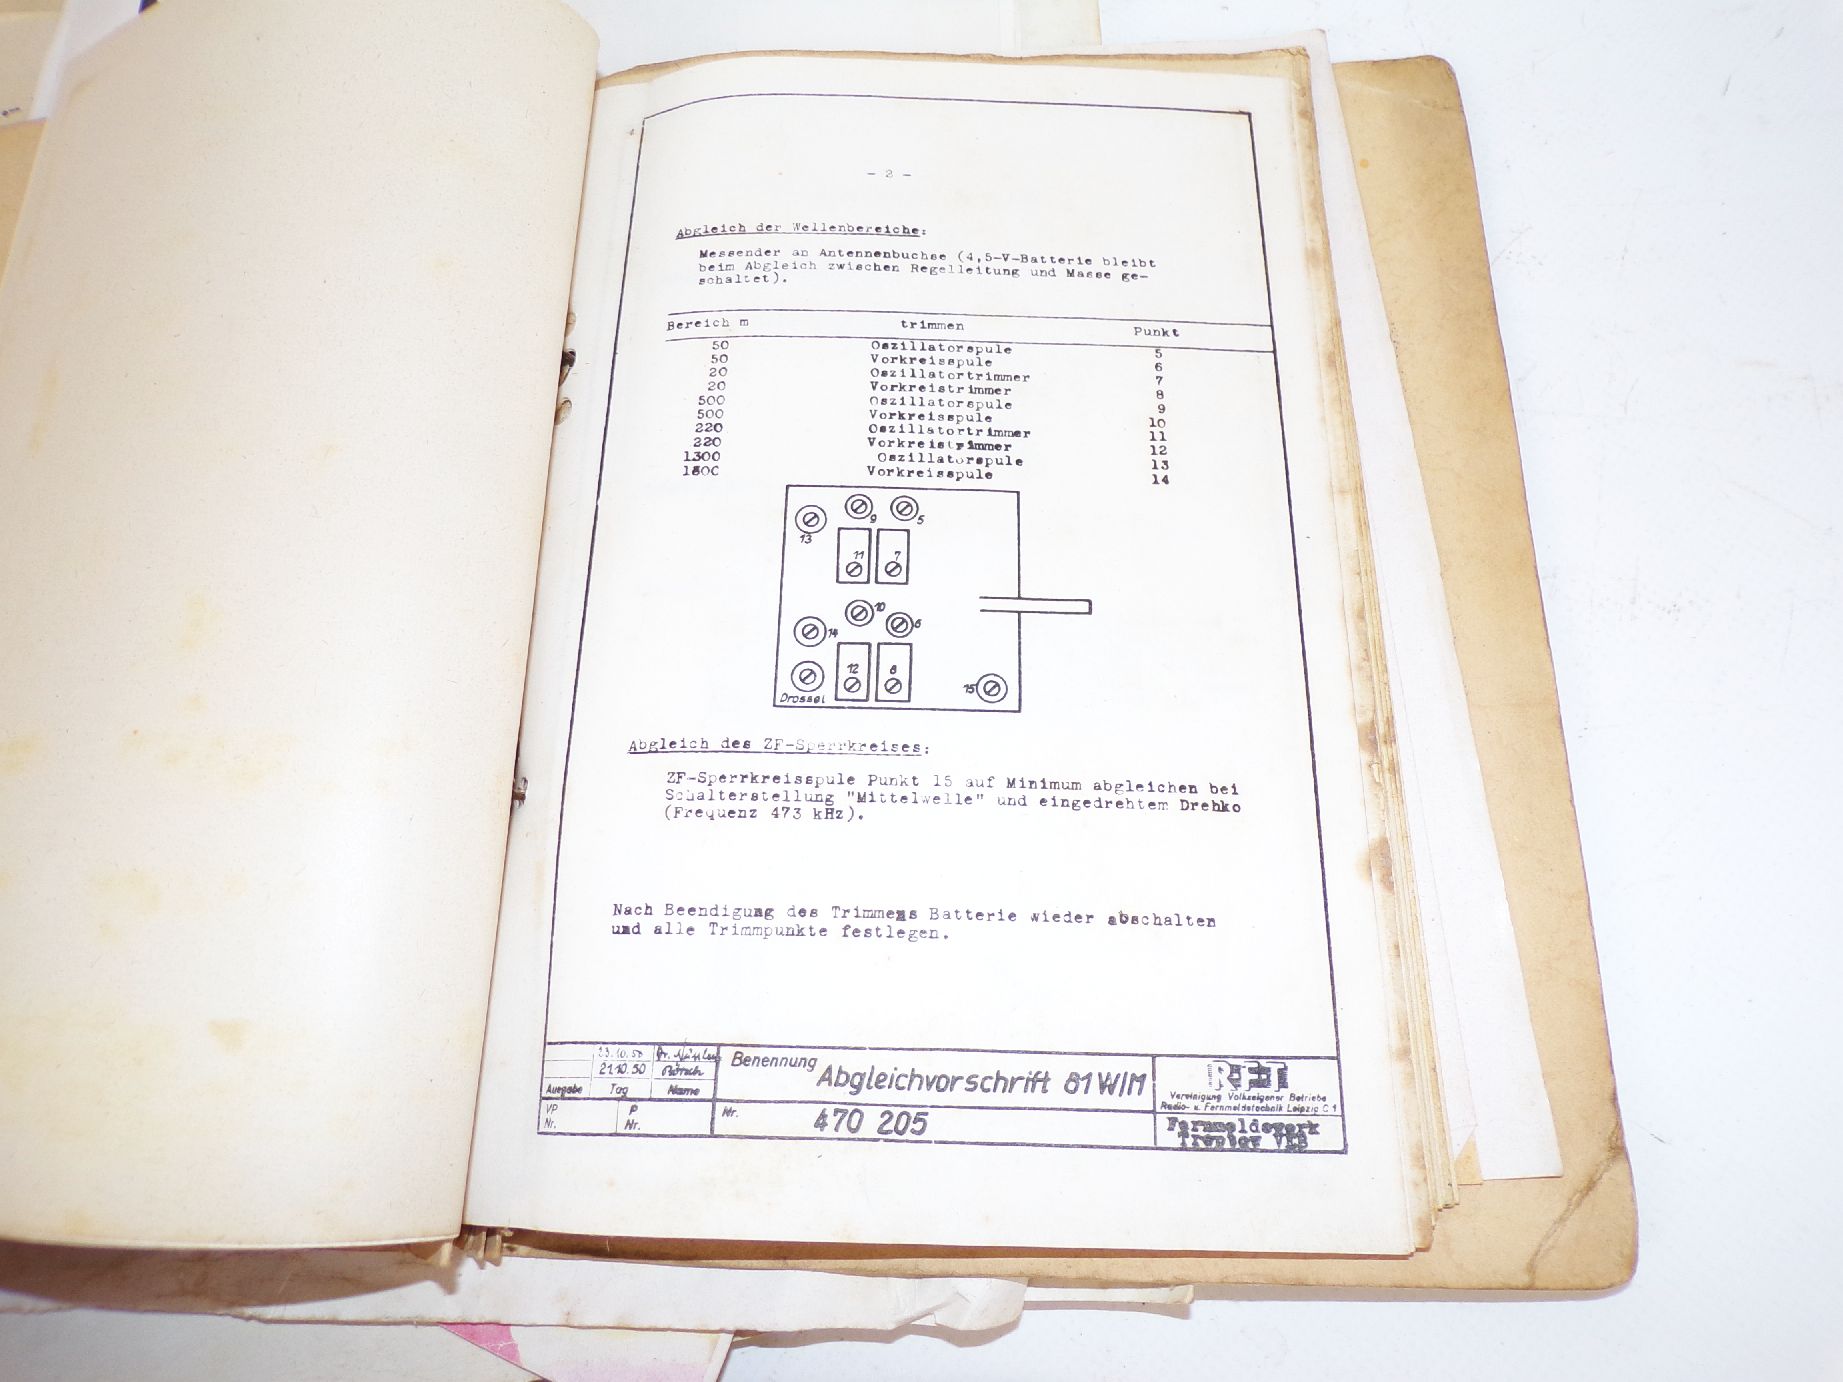 - 2 -
Abgleich der Wellenbereiche:
Messender an Antennenbuchse (4,5-V-Batterie bleibt
beim Abgleich zwischen Regelleitung und Masse ge-
schaltet).
Bereich m trimmen Punkt
50 Oszillatorspule 5
50 Vorkreisspule 6
20 Oszillatortrimmer 7
20 Vorkreistrimmer 8
500 Oszillatorspule 9
500 Vorkreisspule 10
220 Oszillatortrimmer 11
220 Vorkreistrimmer 12
1300 Oszillatorspule 13
Vorkreisspule 14
9 5
13
11 7
10
14 6
12 8
15
Drossel
Abgleich des ZF-Sperrkreises:
ZF-Sperrkreisspule Punkt 15 auf Minimum abgleichen bei
Schalterstellung "Mittelwelle" und eingedrehtem Drehko
(Frequenz 473 kHz).
Nach Beendigung des Trimmens Batterie wieder abschalten
und alle Trimmpunkte festlegen.
23.10.50
21.10.50
Ausgabe Tag Name
VP Nr.
P Nr.
Benennung
Abgleichvorschrift 81 W/M
Nr.
470 205
RFT
Vereinigung Volkseigener Betriebe
Radio- u. Fernmeldetechnik Leipzig C 1
Fernmeldewerk
Treptow VEB